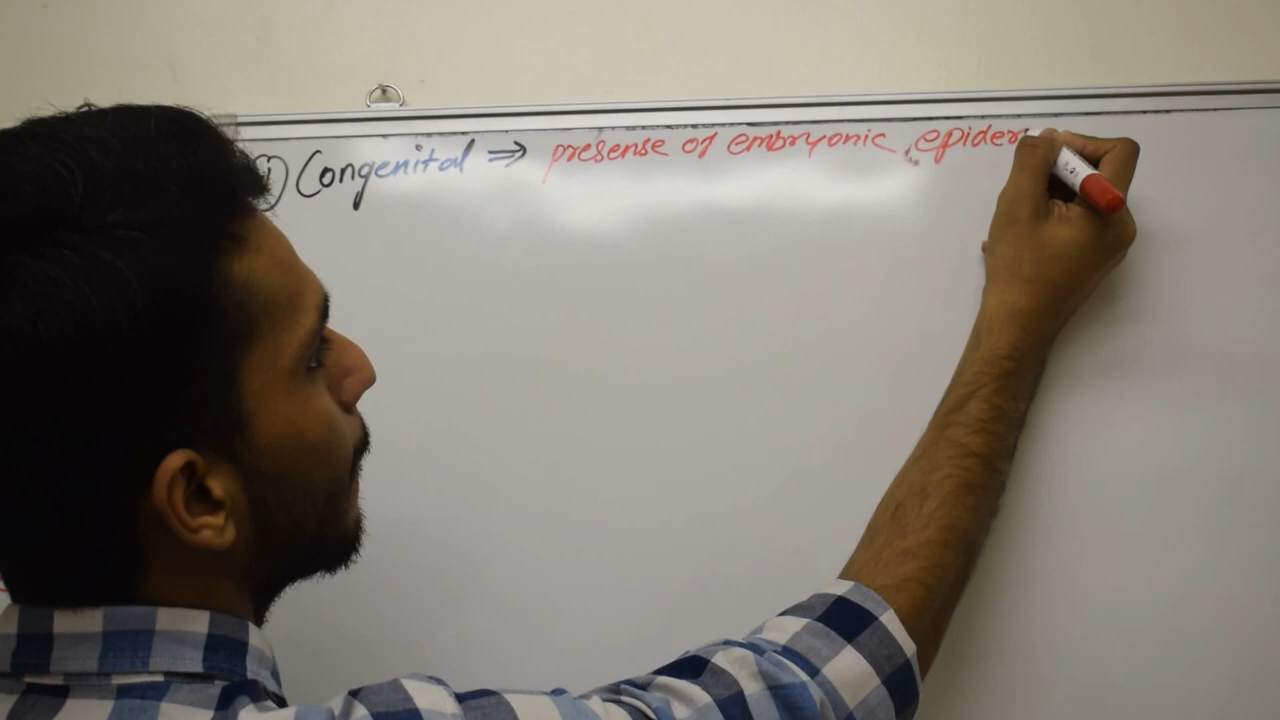 ① Congenital ⇒ presense of embryonic epider